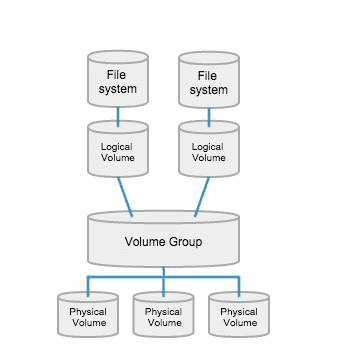 File
system
File
system
Logical
Volume
Logical
Volume
Volume Group
Physical
Volume
Physical
Volume
Physical
Volume